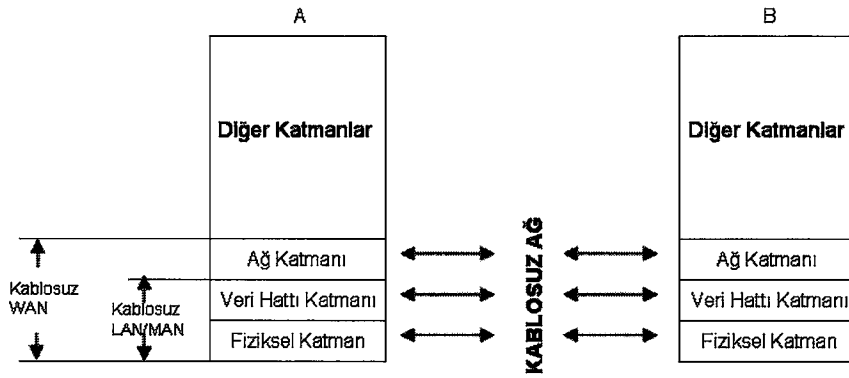 A
B
Diğer Katmanlar
Diğer Katmanlar
KABLOSUZ AĞ
Ağ Katmanı
Ağ Katmanı
Kablosuz
WAN
Kablosuz
LAN/MAN
Veri Hattı Katmanı
Veri Hattı Katmanı
Fiziksel Katman
Fiziksel Katman